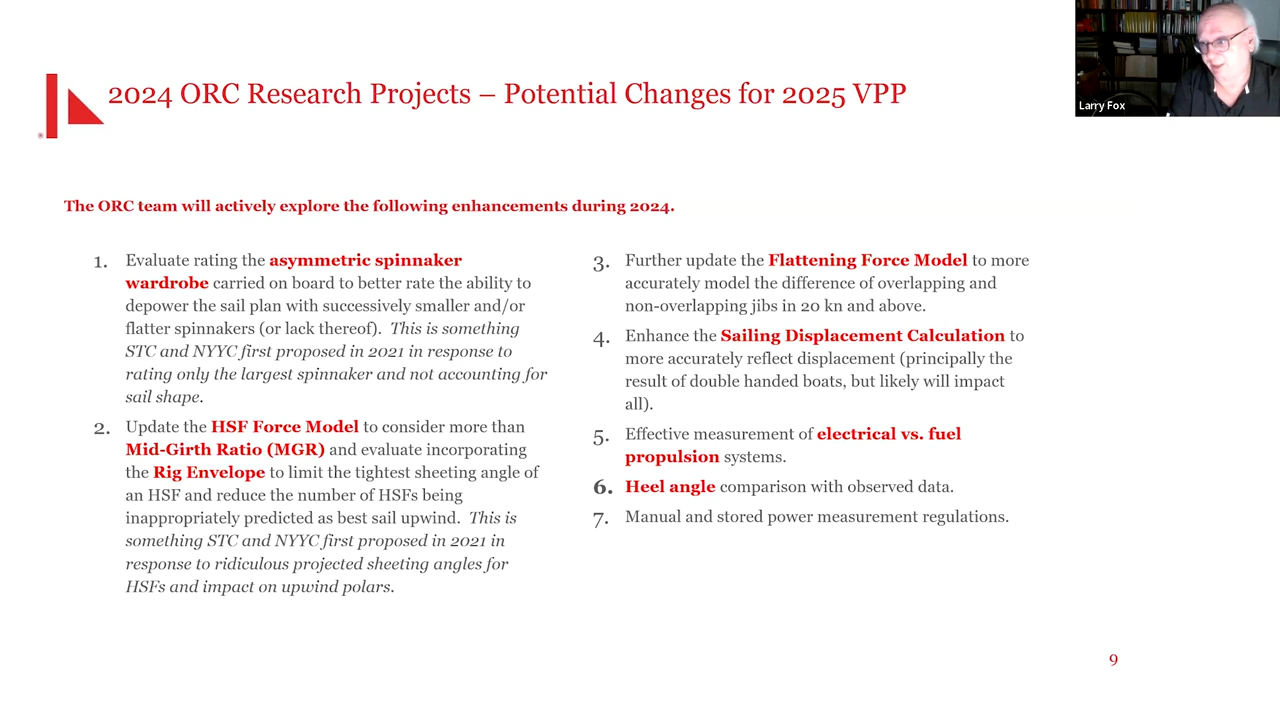 2024 ORC Research Projects – Potential Changes for 2025 VPP
Larry Fox
The ORC team will actively explore the following enhancements during 2024.
1. Evaluate rating the asymmetric spinnaker
wardrobe carried on board to better rate the ability to
depower the sail plan with successively smaller and/or
flatter spinnakers (or lack thereof). This is something
STC and NYYC first proposed in 2021 in response to
rating only the largest spinnaker and not accounting for
sail shape.
2. Update the HSF Force Model to consider more than
Mid-Girth Ratio (MGR) and evaluate incorporating
the Rig Envelope to limit the tightest sheeting angle of
an HSF and reduce the number of HSFs being
inappropriately predicted as best sail upwind. This is
something STC and NYYC first proposed in 2021 in
response to ridiculous projected sheeting angles for
HSFs and impact on upwind polars.
3. Further update the Flattening Force Model to more
accurately model the difference of overlapping and
non-overlapping jibs in 20 kn and above.
4. Enhance the Sailing Displacement Calculation to
more accurately reflect displacement (principally the
result of double handed boats, but likely will impact
all).
5. Effective measurement of electrical vs. fuel
propulsion systems.
6. Heel angle comparison with observed data.
7. Manual and stored power measurement regulations.
9